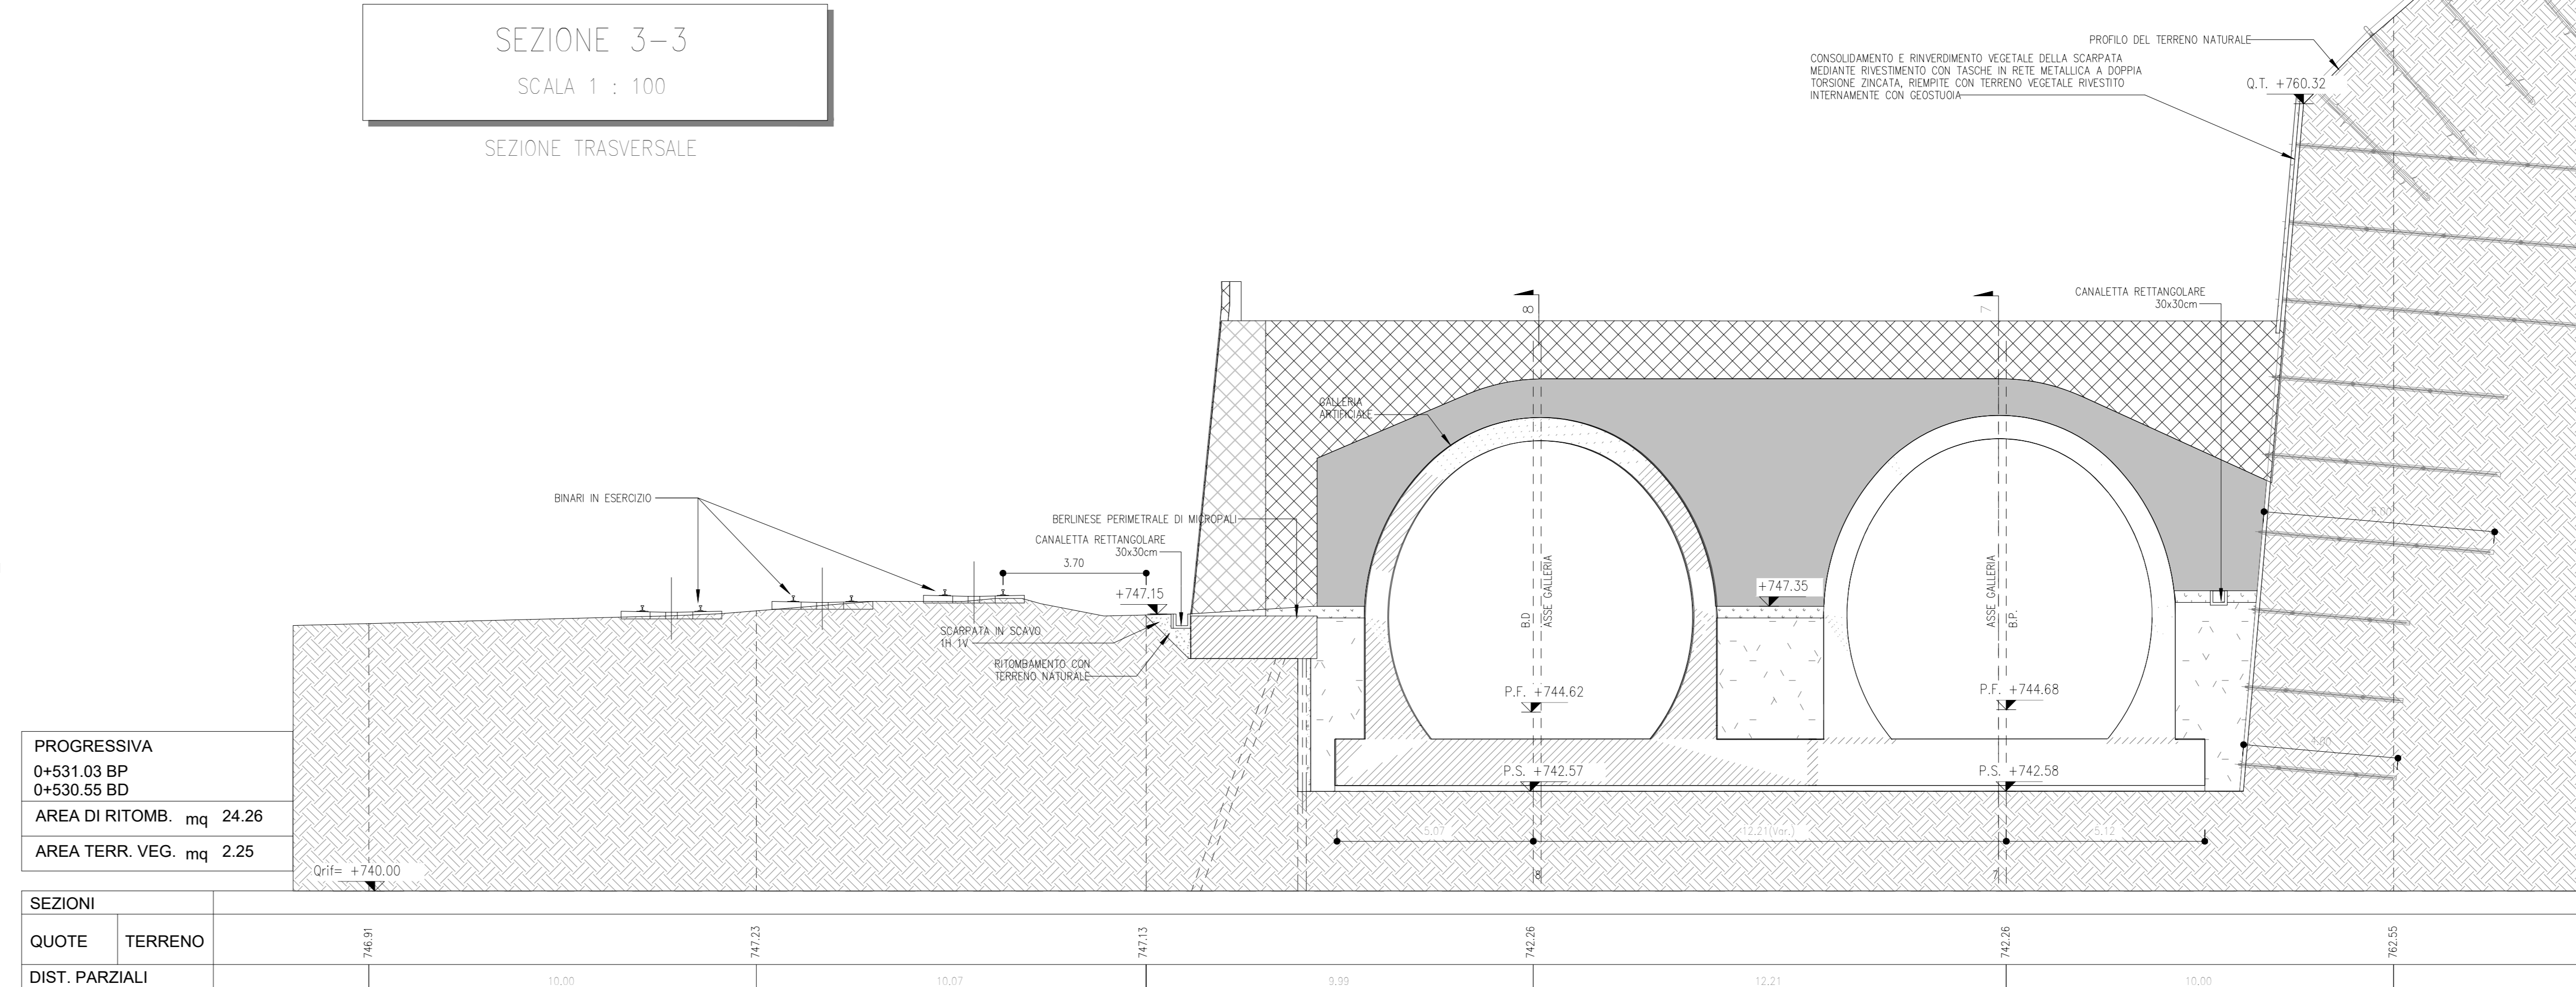 SEZIONE 3-3
SCALA 1 : 100
SEZIONE TRASVERSALE
PROFILO DEL TERRENO NATURALE
CONSOLIDAMENTO E RINVERDIMENTO VEGETALE DELLA SCARPATA
MEDIANTE RIVESTIMENTO CON TASCHE IN RETE METALLICA A DOPPIA
TORSIONE ZINCATA, RIEMPITE CON TERRENO VEGETALE RIVESTITO
INTERNAMENTE CON GEOSTUOIA
Q.T. +760.32
CANALETTA RETTANGOLARE
30x30cm
8
7
GALLERIA
ARTIFICIALE
BINARI IN ESERCIZIO
BERLINESE PERIMETRALE DI MICROPALI
CANALETTA RETTANGOLARE
30x30cm
3.70
+747.15
SCARPATA IN SCAVO
1H 1V
RITOMBAMENTO CON
TERRENO NATURALE
+747.35
B.D
ASSE GALLERIA
ASSE GALLERIA
B.P.
6.00
P.F. +744.62
P.F. +744.68
4.00
P.S. +742.57
P.S. +742.58
5.07
12.21(Var.)
5.12
8
7
PROGRESSIVA
0+531.03 BP
0+530.55 BD
AREA DI RITOMB. mq 24.26
AREA TERR. VEG. mq 2.25
Qrif= +740.00
SEZIONI
QUOTE TERRENO
746.91
747.23
747.13
742.26
742.26
762.55
DIST. PARZIALI
10.00
10.07
9.99
12.21
10.00